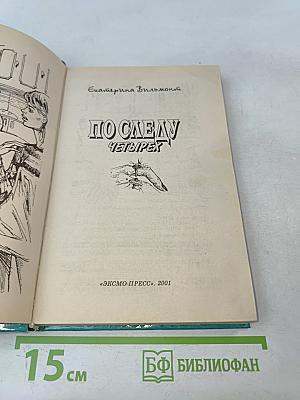 Екатерина Вильмонт
ПО СЛЕДУ
ЧЕТЫРЕХ
«ЭКСМО-ПРЕСС», 2001
15 см
БФ БИБЛИОФАН